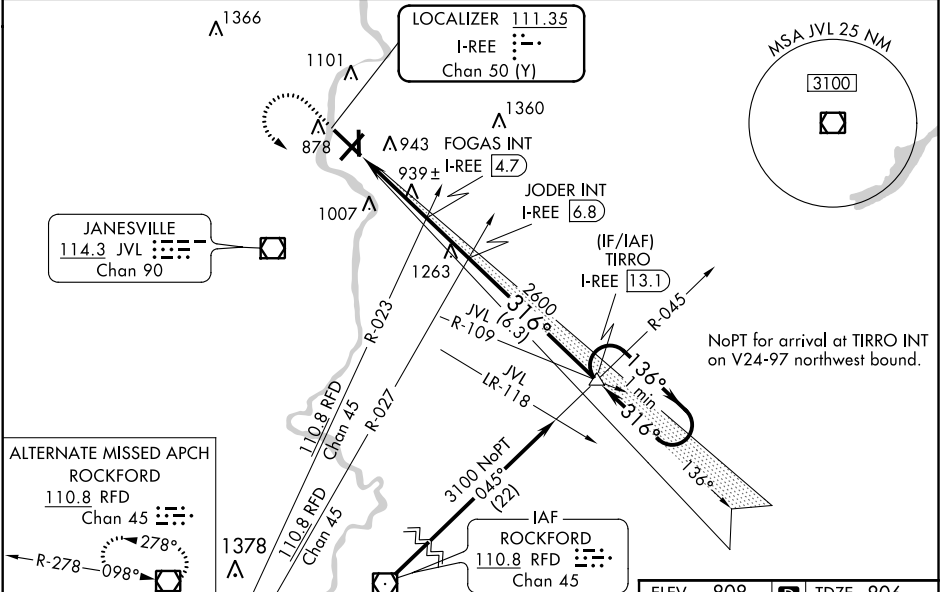 1366
LOCALIZER 111.35
I-REE
Chan 50 (Y)
MSA JVL 25 NM
3100
1101
1360
878
943
FOGAS INT
I-REE 4.7
939±
JODER INT
I-REE 6.8
1007
JANESVILLE
114.3 JVL
Chan 90
1263
(IF/IAF)
TIRRO
I-REE 13.1
2600
316°
(6.3)
JVL
R-109
R-045
NoPT for arrival at TIRRO INT
on V24-97 northwest bound.
R-023
136°
1 min
316°
JVL
LR-118
R-027
110.8 RFD
Chan 45
136°
3100 NoPT
045°
(22)
ALTERNATE MISSED APCH
ROCKFORD
110.8 RFD
Chan 45
278°
R-278
098°
1378
110.8 RFD
Chan 45
IAF
ROCKFORD
110.8 RFD
Chan 45
ELEV 808
D
TDZE 806